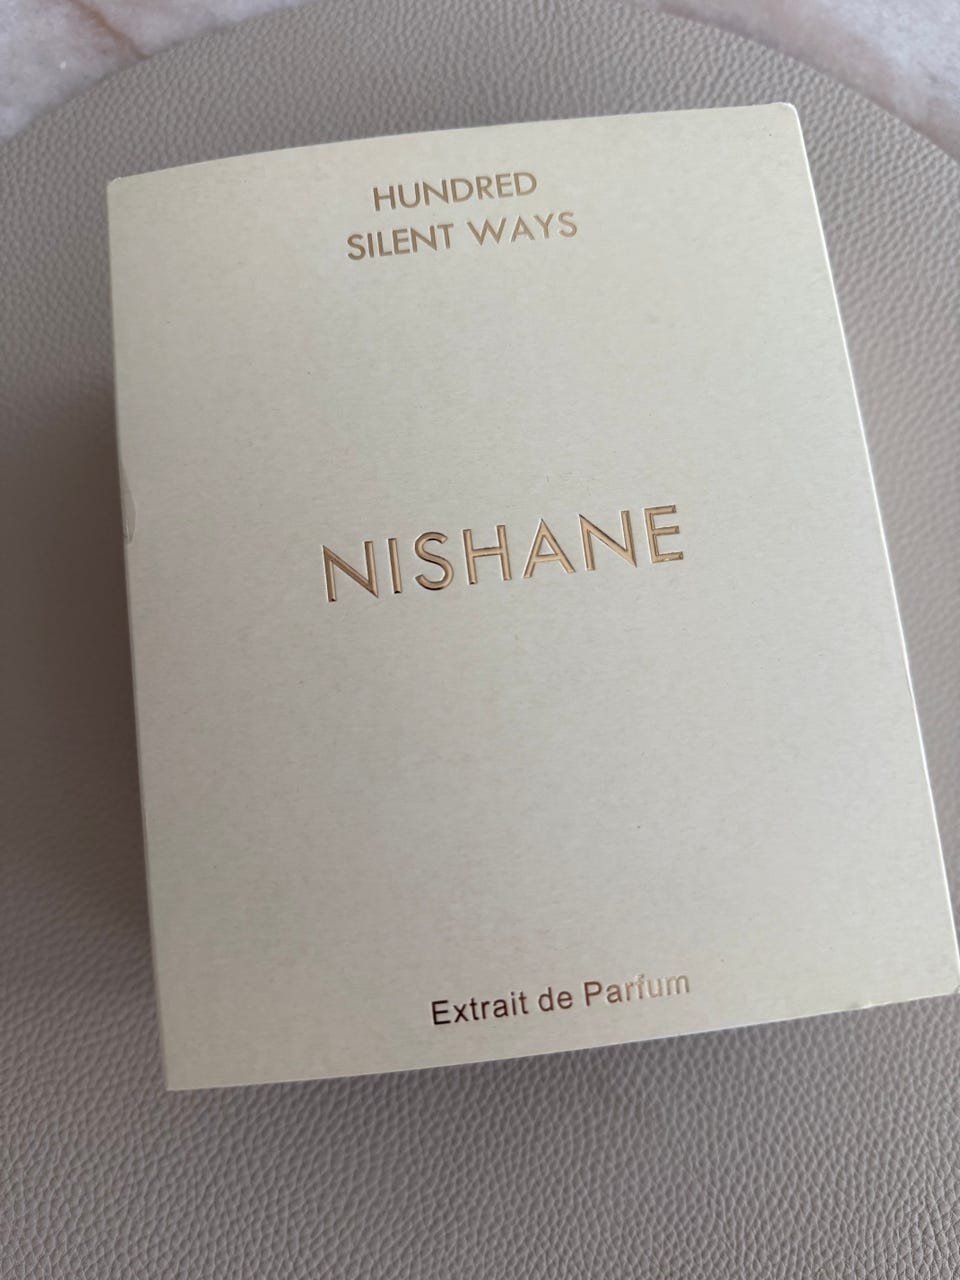 HUNDRED
SILENT WAYS
NISHANE
Extrait de Parfum